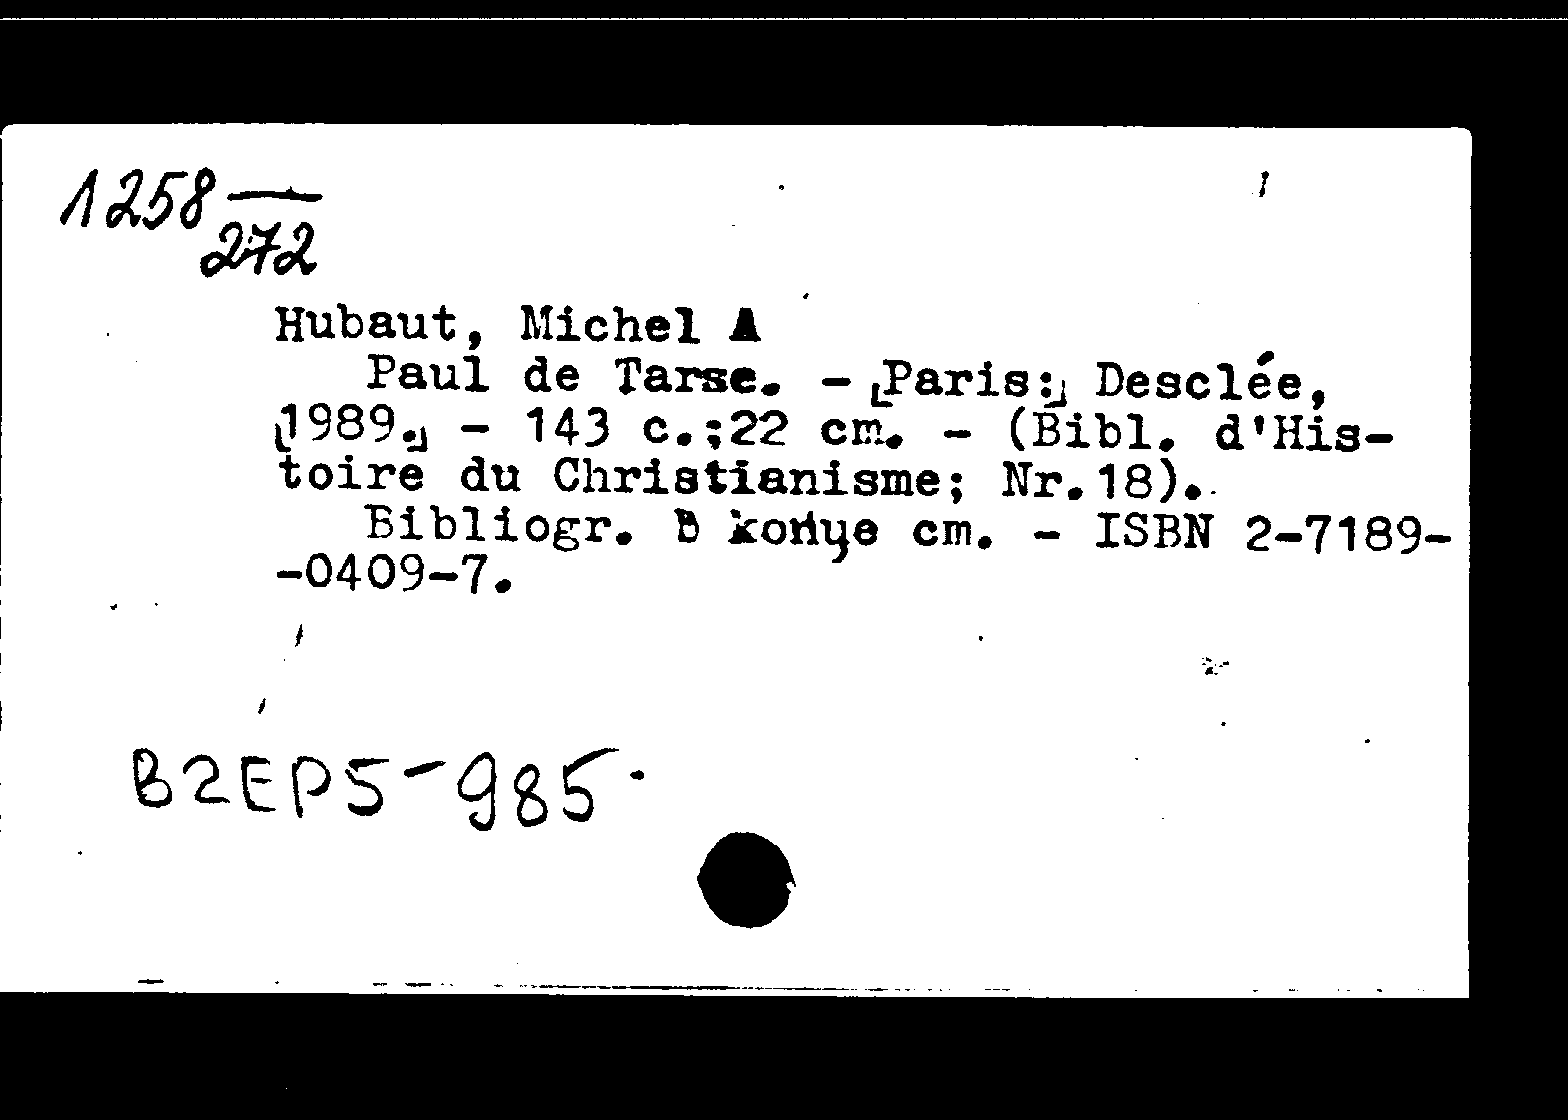 1258
272
Hubaut, Michel A
Paul de Tarse. - [Paris:] Desclée,
[1989.] - 143 c.;22 cm. - (Bibl. d'His-
toire du Christianisme; Nr.18).
Bibliogr. в конце cm. - ISBN 2-7189-
-0409-7.
B2EP5-985.